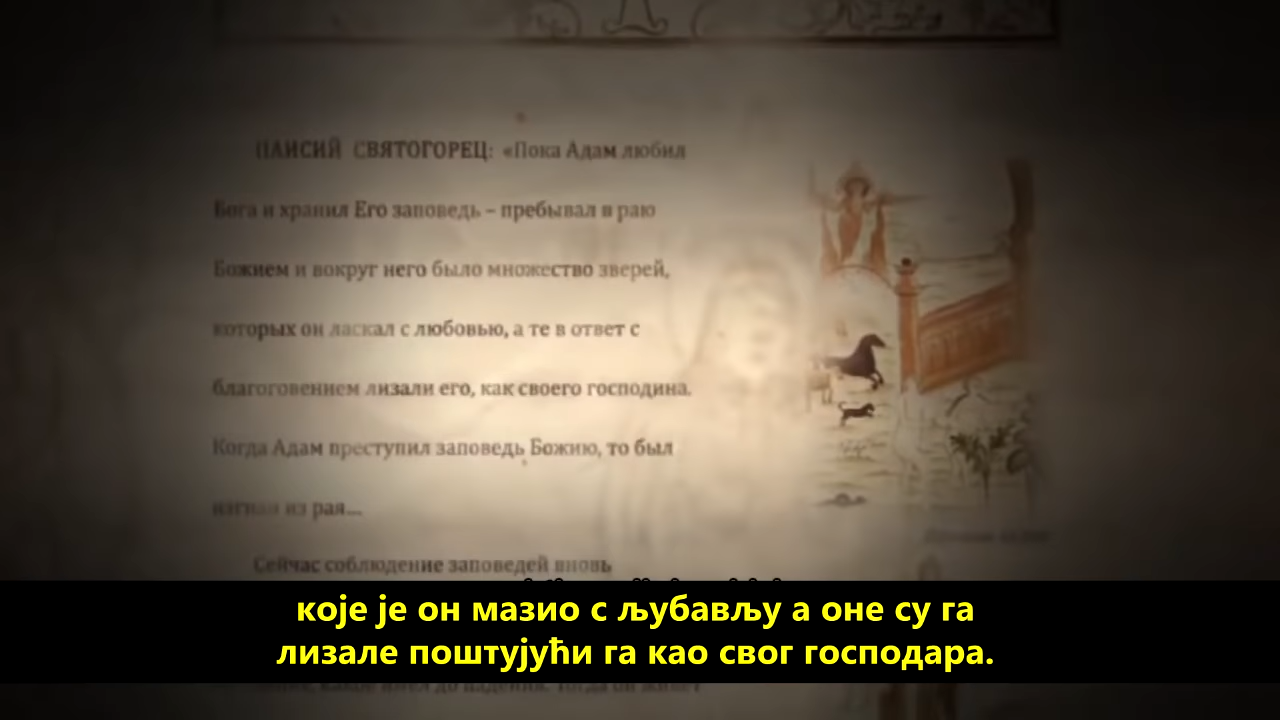 ПАИСИЙ СВЯТОГОРЕЦ: «Пока Адам любил
Бога и хранил Его заповедь – пребывал в раю
Божием и вокруг него было множество зверей,
которых он ласкал с любовью, а те в ответ с
благоговением лизали его, как своего господина.
Когда Адам преступил заповедь Божию, то был
изгнан из рая...
Сейчас соблюдение заповедей вновь
које је он мазио с љубављу а оне су га
лизале поштујући га као свог господара.